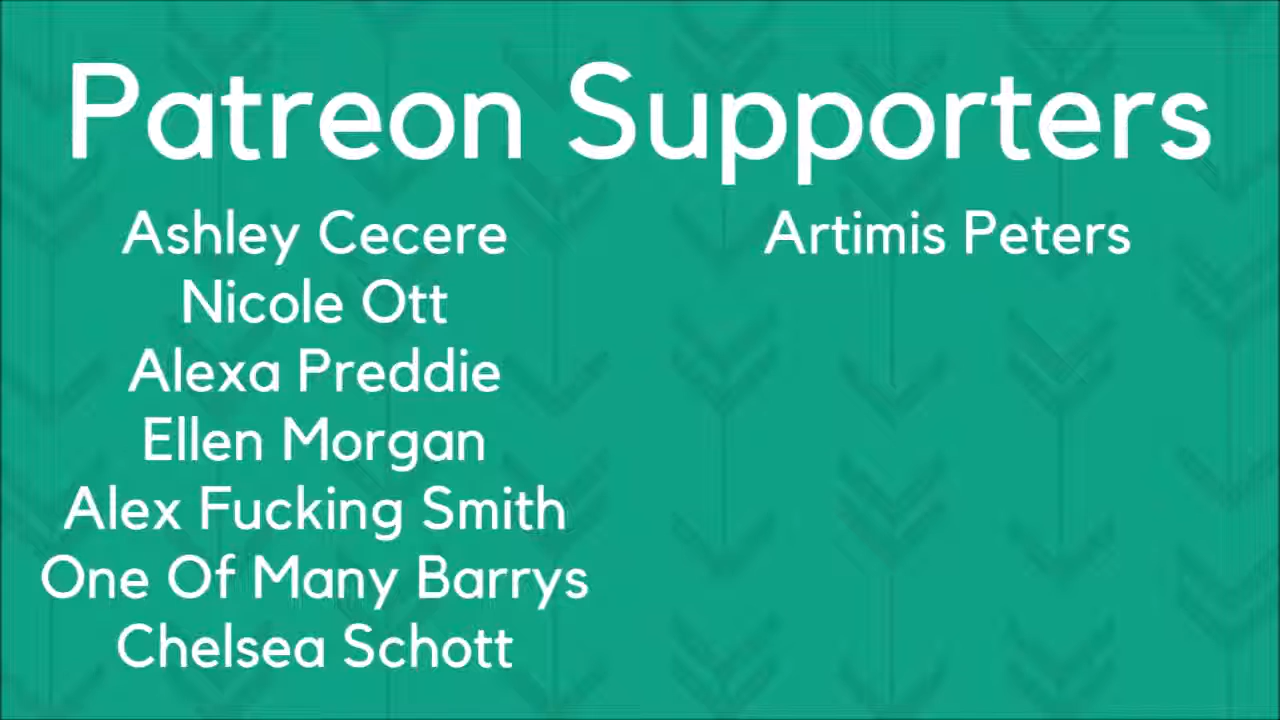 Patreon Supporters
Ashley Cecere
Nicole Ott
Alexa Preddie
Ellen Morgan
Alex Fucking Smith
One Of Many Barrys
Chelsea Schott
Artimis Peters